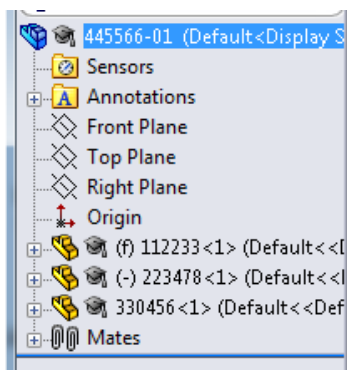 445566-01 (Default<Display S
Sensors
Annotations
Front Plane
Top Plane
Right Plane
Origin
(f) 112233<1> (Default<<D
(-) 223478<1> (Default<<I
330456<1> (Default<<Def
Mates